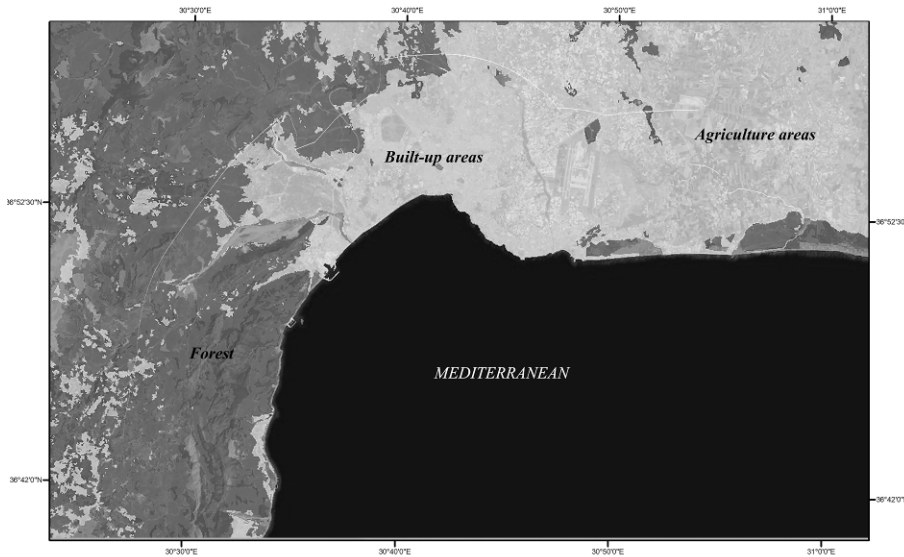 30°30'0"E 30°40'0"E 30°50'0"E 31°0'0"E
Agriculture areas
Built-up areas
36°52'30"N 36°52'30"N
Forest
MEDITERRANEAN
36°42'0"N 36°42'0"N
30°30'0"E 30°40'0"E 30°50'0"E 31°0'0"E